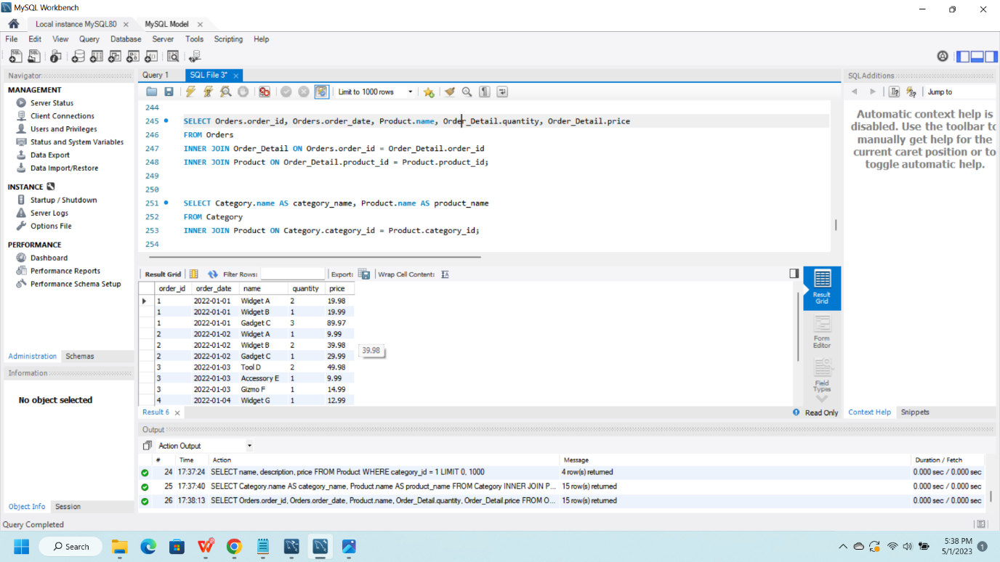 MySQL Workbench
Local instance MySQL80 ×
MySQL Model ×
File Edit View Query Database Server Tools Scripting Help
Navigator
MANAGEMENT
Server Status
Client Connections
Users and Privileges
Status and System Variables
Data Export
Data Import/Restore
INSTANCE
Startup / Shutdown
Server Logs
Options File
PERFORMANCE
Dashboard
Performance Reports
Performance Schema Setup
Administration Schemas
Information
No object selected
Object Info Session
Query 1
SQL File 3* ×
Limit to 1000 rows
244
245 SELECT Orders.order_id, Orders.order_date, Product.name, Order_Detail.quantity, Order_Detail.price
246 FROM Orders
247 INNER JOIN Order_Detail ON Orders.order_id = Order_Detail.order_id
248 INNER JOIN Product ON Order_Detail.product_id = Product.product_id;
249
250
251 SELECT Category.name AS category_name, Product.name AS product_name
252 FROM Category
253 INNER JOIN Product ON Category.category_id = Product.category_id;
254
Result Grid Filter Rows: Export: Wrap Cell Content:
order_id order_date name quantity price
1 2022-01-01 Widget A 2 19.98
1 2022-01-01 Widget B 1 19.99
1 2022-01-01 Gadget C 3 89.97
2 2022-01-02 Widget A 1 9.99
2 2022-01-02 Widget B 2 39.98
2 2022-01-02 Gadget C 1 29.99
3 2022-01-03 Tool D 2 49.98
3 2022-01-03 Accessory E 1 9.99
3 2022-01-03 Gizmo F 1 14.99
4 2022-01-04 Widget G 1 12.99
39.98
Result Grid
Form Editor
Field Types
Result 6 ×
Read Only
SQLAdditions
Jump to
Automatic context help is
disabled. Use the toolbar to
manually get help for the
current caret position or to
toggle automatic help.
Context Help Snippets
Output
Action Output
# Time Action Message Duration / Fetch
24 17:37:24 SELECT name, description, price FROM Product WHERE category_id = 1 LIMIT 0, 1000 4 row(s) returned 0.000 sec / 0.000 sec
25 17:37:40 SELECT Category.name AS category_name, Product.name AS product_name FROM Category INNER JOIN P... 15 row(s) returned 0.000 sec / 0.000 sec
26 17:38:13 SELECT Orders.order_id, Orders.order_date, Product.name, Order_Detail.quantity, Order_Detail.price FROM O... 15 row(s) returned 0.000 sec / 0.000 sec
Query Completed
Search
5:38 PM
5/1/2023
1